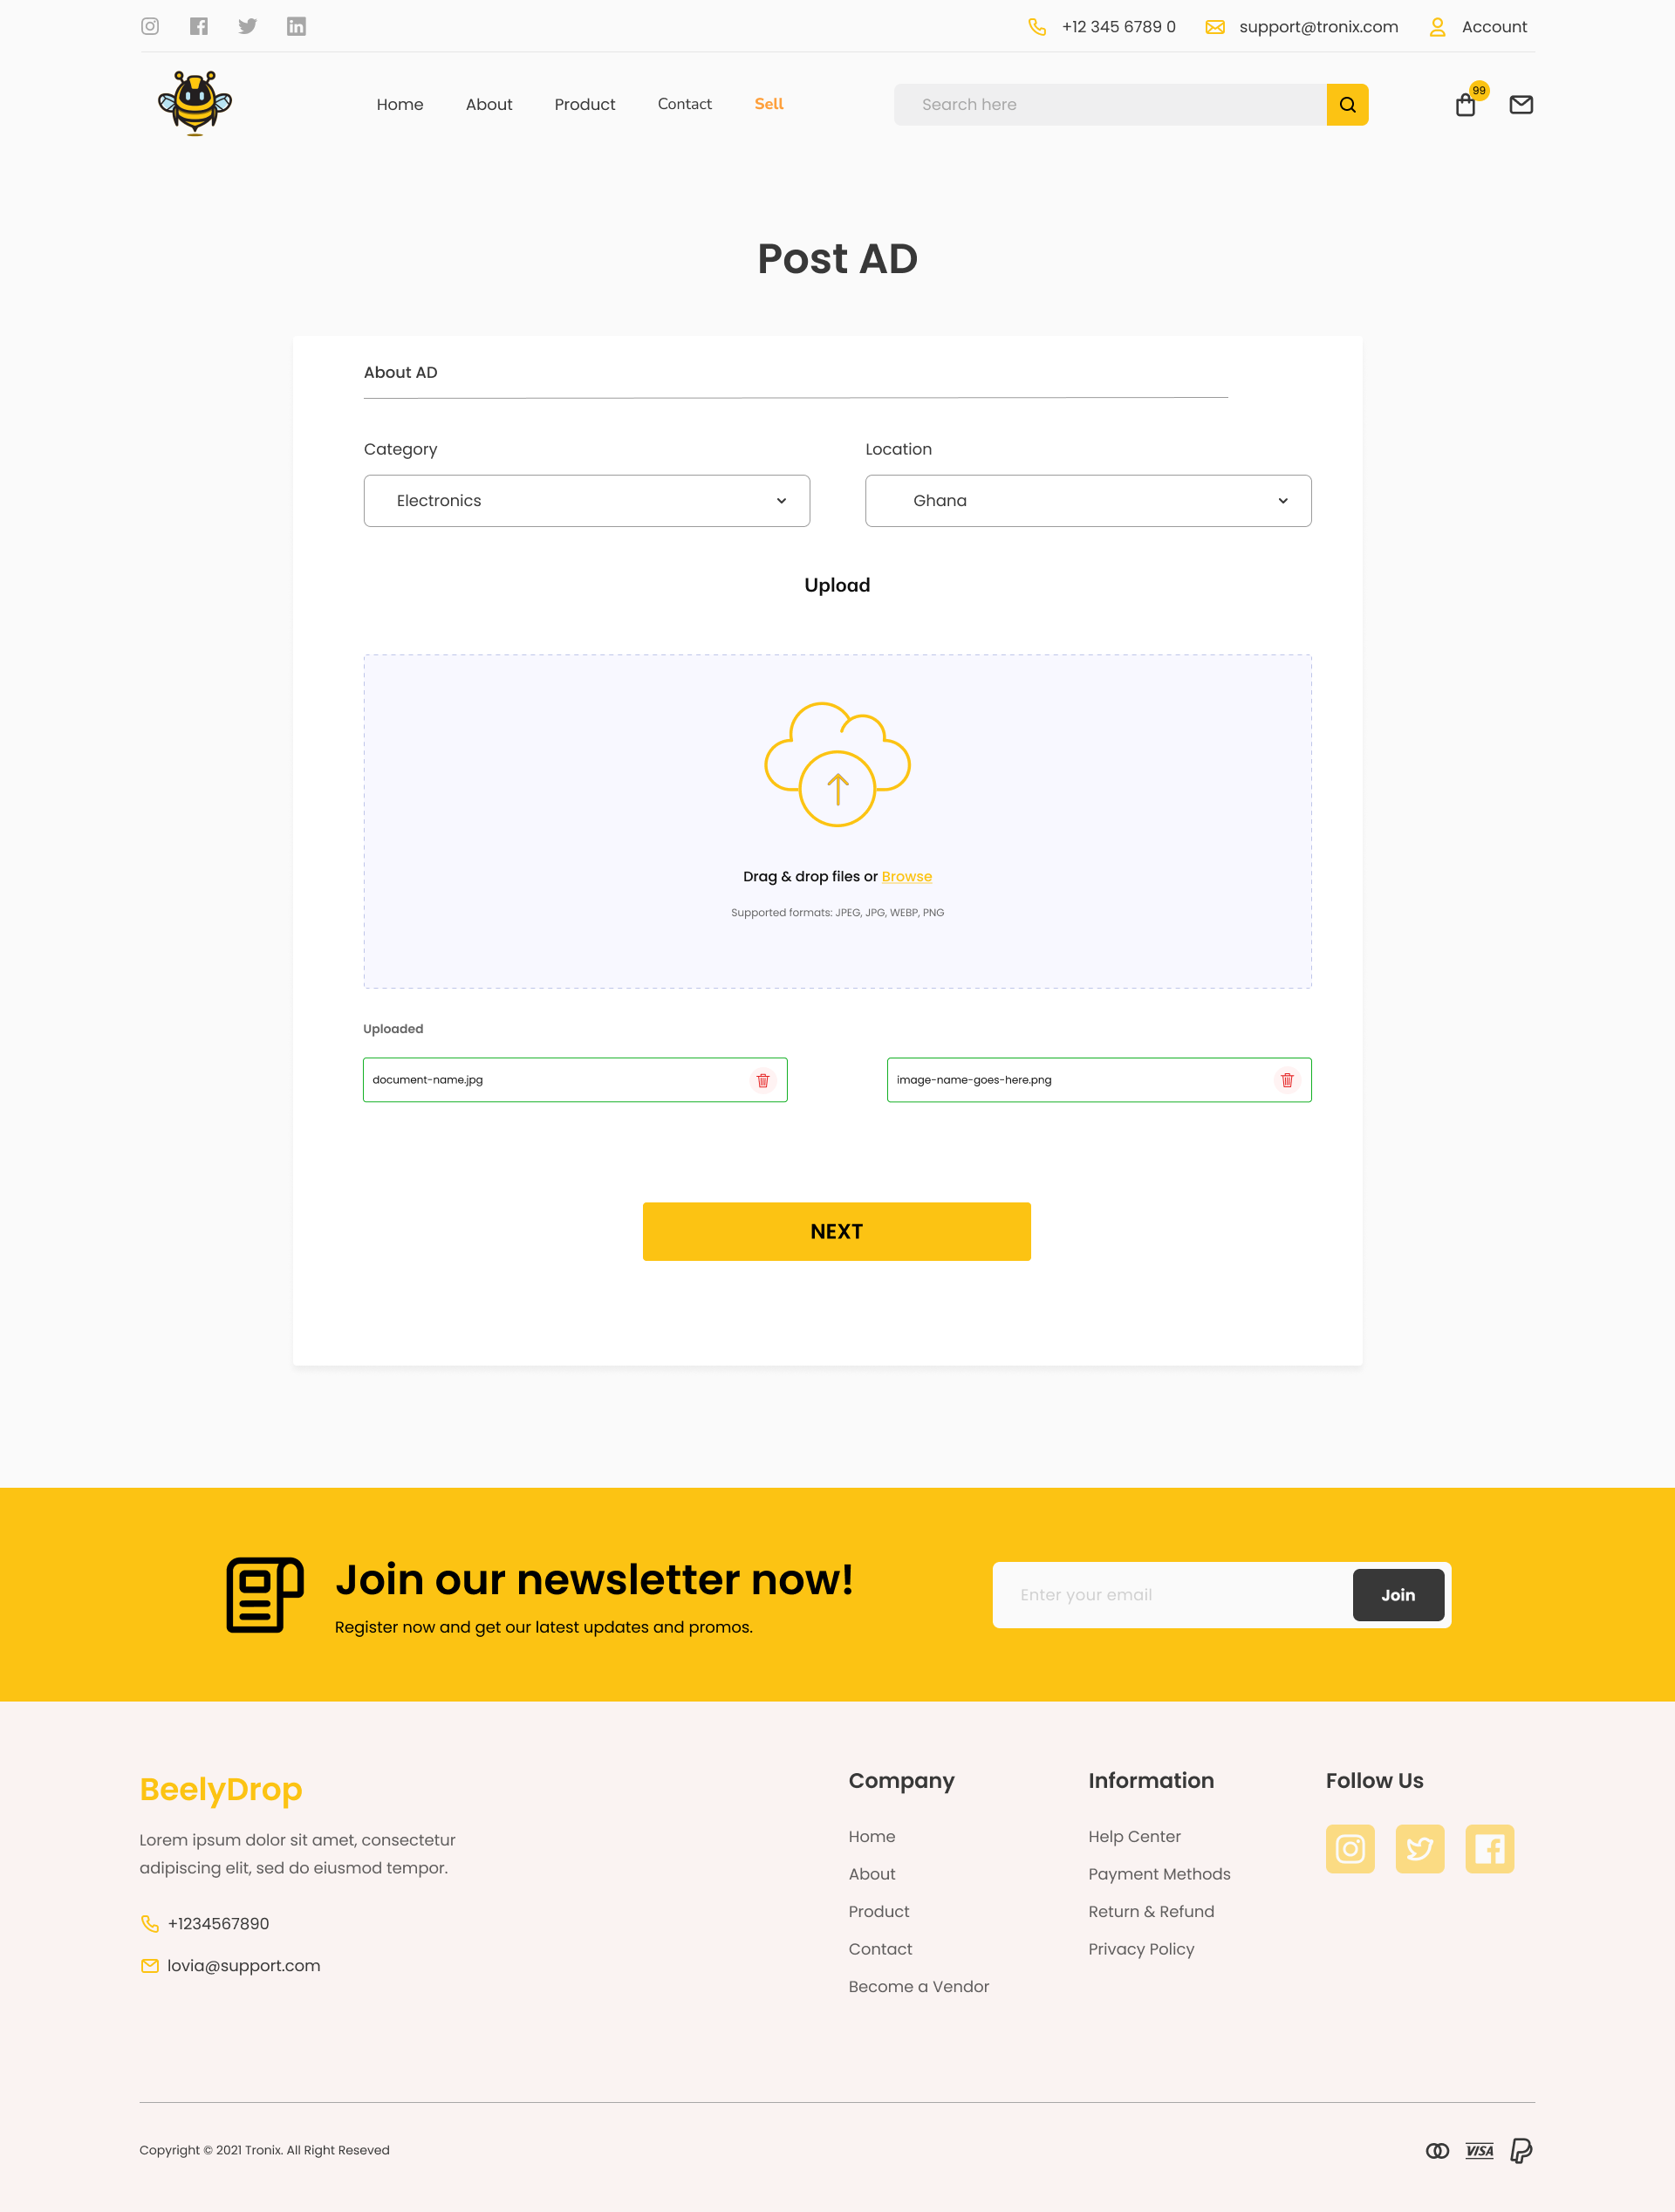 +12 345 6789 0
support@tronix.com
Account
Home
About
Product
Contact
Sell
Search here
99
Post AD
About AD
Category
Location
Electronics
Ghana
Upload
Drag & drop files or Browse
Supported formats: JPEG, JPG, WEBP, PNG
Uploaded
document-name.jpg
image-name-goes-here.png
NEXT
Join our newsletter now!
Register now and get our latest updates and promos.
Enter your email
Join
BeelyDrop
Lorem ipsum dolor sit amet, consectetur
adipiscing elit, sed do eiusmod tempor.
+1234567890
lovia@support.com
Company
Home
About
Product
Contact
Become a Vendor
Information
Help Center
Payment Methods
Return & Refund
Privacy Policy
Follow Us
Copyright © 2021 Tronix. All Right Reseved
VISA